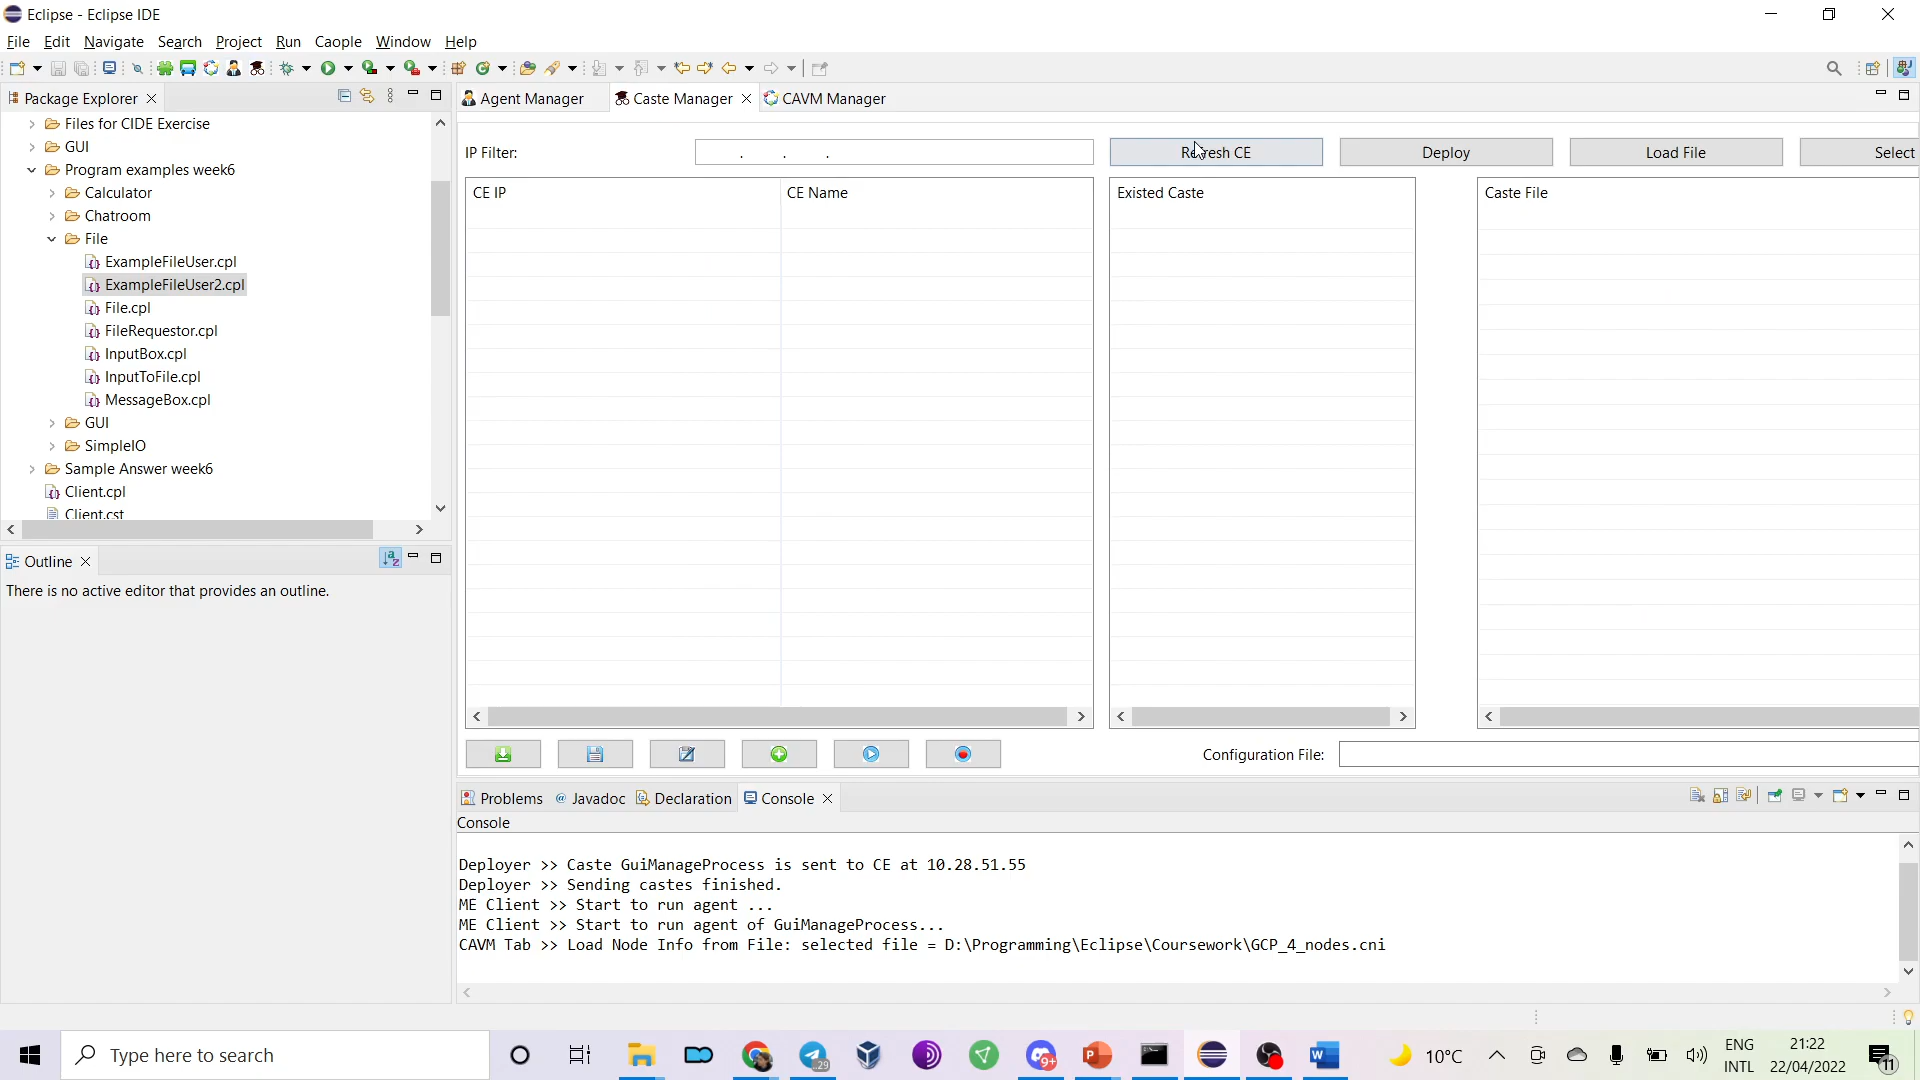 Eclipse - Eclipse IDE
File Edit Navigate Search Project Run Caople Window Help
Package Explorer
Agent Manager
Caste Manager
CAVM Manager
Files for CIDE Exercise
GUI
Program examples week6
Calculator
Chatroom
File
ExampleFileUser.cpl
ExampleFileUser2.cpl
File.cpl
FileRequestor.cpl
InputBox.cpl
InputToFile.cpl
MessageBox.cpl
GUI
SimpleIO
Sample Answer week6
Client.cpl
Client.cst
IP Filter:
. . .
Refresh CE
Deploy
Load File
Select
CE IP
CE Name
Existed Caste
Caste File
Configuration File:
Outline
There is no active editor that provides an outline.
Problems
@ Javadoc
Declaration
Console
Console
Deployer >> Caste GuiManageProcess is sent to CE at 10.28.51.55
Deployer >> Sending castes finished.
ME Client >> Start to run agent ...
ME Client >> Start to run agent of GuiManageProcess...
CAVM Tab >> Load Node Info from File: selected file = D:\Programming\Eclipse\Coursework\GCP_4_nodes.cni
Type here to search
29
9+
10°C
ENG
INTL
21:22
22/04/2022
11